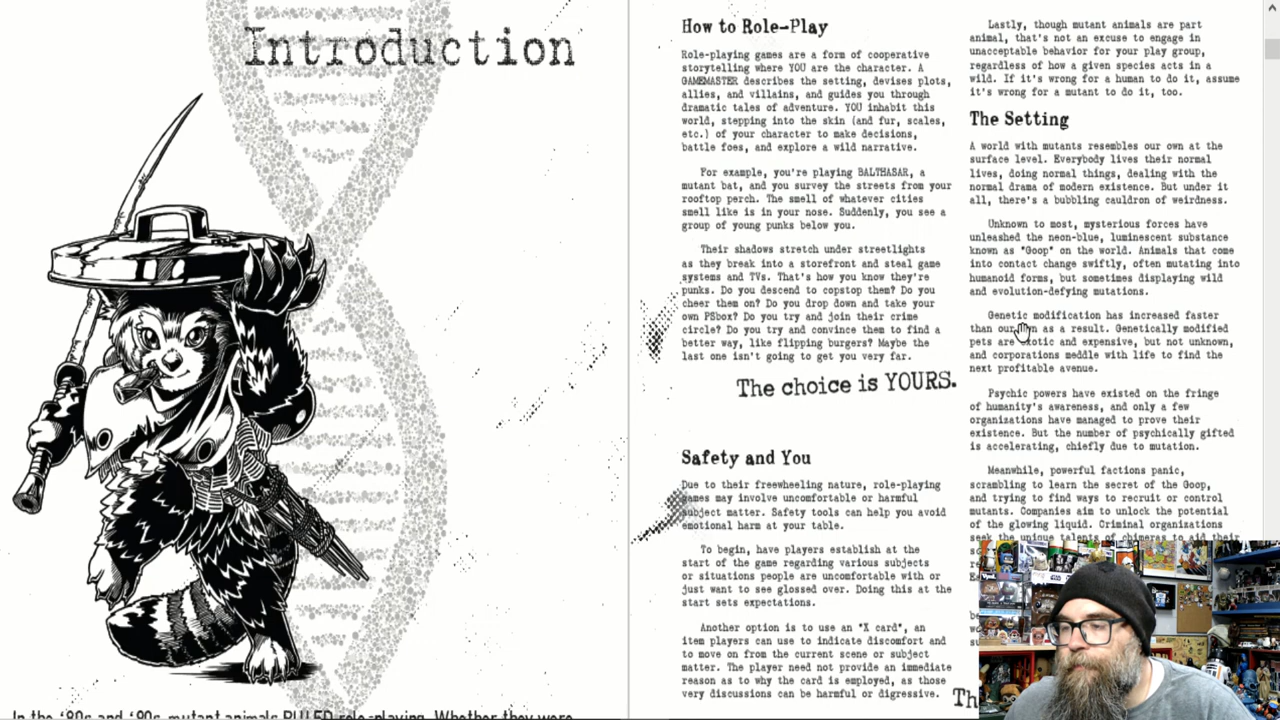 Introduction
In the '80s and '90s mutant animals RULED role-playing. Whether they were
How to Role-Play
Role-playing games are a form of cooperative
storytelling where YOU are the character. A
GAMEMASTER describes the setting, devises plots,
allies, and villains, and guides you through
dramatic tales of adventure. YOU inhabit this
world, stepping into the skin (and fur, scales,
etc.) of your character to make decisions,
battle foes, and explore a wild narrative.
For example, you're playing BALTHASAR, a
mutant bat, and you survey the streets from your
rooftop perch. The smell of whatever cities
smell like is in your nose. Suddenly, you see a
group of young punks below you.
Their shadows stretch under streetlights
as they break into a storefront and steal game
systems and TVs. That's how you know they're
punks. Do you descend to copstop them? Do you
cheer them on? Do you drop down and take your
own PSbox? Do you try and join their crime
circle? Do you try and convince them to find a
better way, like flipping burgers? Maybe the
last one isn't going to get you very far.
The choice is YOURS.
Safety and You
Due to their freewheeling nature, role-playing
games may involve uncomfortable or harmful
subject matter. Safety tools can help you avoid
emotional harm at your table.
To begin, have players establish at the
start of the game regarding various subjects
or situations people are uncomfortable with or
just want to see glossed over. Doing this at the
start sets expectations.
Another option is to use an "X card", an
item players can use to indicate discomfort and
to move on from the current scene or subject
matter. The player need not provide an immediate
reason as to why the card is employed, as those
very discussions can be harmful or digressive.
Lastly, though mutant animals are part
animal, that's not an excuse to engage in
unacceptable behavior for your play group,
regardless of how a given species acts in a
wild. If it's wrong for a human to do it, assume
it's wrong for a mutant to do it, too.
The Setting
A world with mutants resembles our own at the
surface level. Everybody lives their normal
lives, doing normal things, dealing with the
normal drama of modern existence. But under it
all, there's a bubbling cauldron of weirdness.
Unknown to most, mysterious forces have
unleashed the neon-blue, luminescent substance
known as "Goop" on the world. Animals that come
into contact change swiftly, often mutating into
humanoid forms, but sometimes displaying wild
and evolution-defying mutations.
Genetic modification has increased faster
than our own as a result. Genetically modified
pets are exotic and expensive, but not unknown,
and corporations meddle with life to find the
next profitable avenue.
Psychic powers have existed on the fringe
of humanity's awareness, and only a few
organizations have managed to prove their
existence. But the number of psychically gifted
is accelerating, chiefly due to mutation.
Meanwhile, powerful factions panic,
scrambling to learn the secret of the Goop,
and trying to find ways to recruit or control
mutants. Companies aim to unlock the potential
of the glowing liquid. Criminal organizations
seek the unique talents of chimeras to aid their